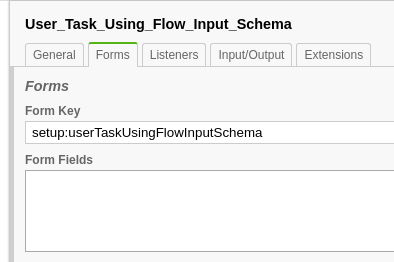 User_Task_Using_Flow_Input_Schema
General
Forms
Listeners
Input/Output
Extensions
Forms
Form Key
setup:userTaskUsingFlowInputSchema
Form Fields